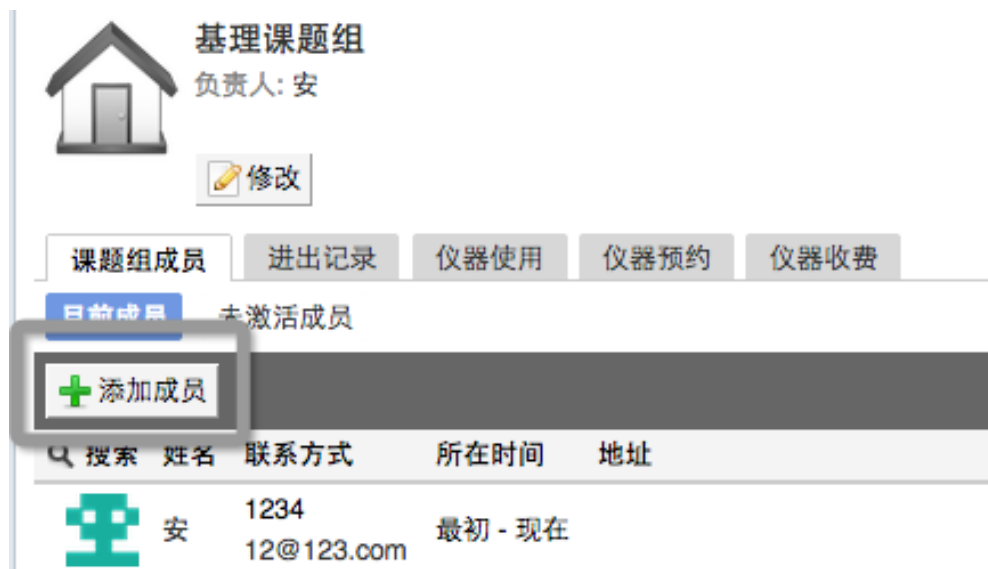 基理课题组
负责人: 安
修改
课题组成员 进出记录 仪器使用 仪器预约 仪器收费
目前成员 未激活成员
添加成员
搜索 姓名 联系方式 所在时间 地址
安 1234 最初 - 现在
12@123.com